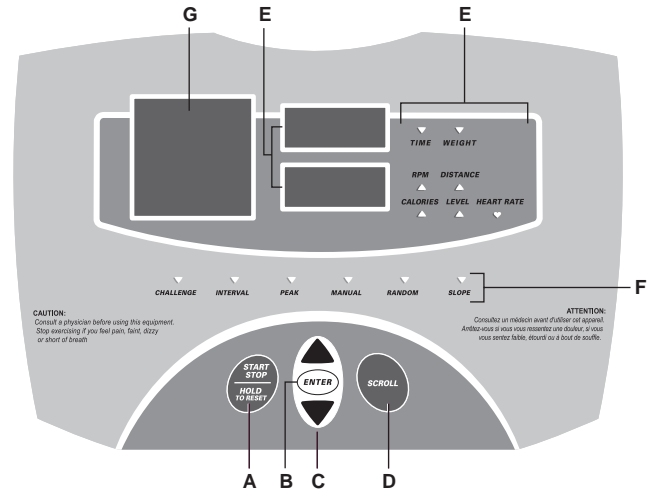 G
E
E
TIME WEIGHT
RPM DISTANCE
CALORIES LEVEL HEART RATE
CHALLENGE INTERVAL PEAK MANUAL RANDOM SLOPE
F
CAUTION:
Consult a physician before using this equipment.
Stop exercising if you feel pain, faint, dizzy
or short of breath
ATTENTION:
Consultez un médecin avant d'utiliser cet appareil.
Arrêtez-vous si vous vous ressentez une douleur, si vous
vous sentez faible, étourdi ou à bout de souffle.
START
STOP
HOLD
TO RESET
ENTER
SCROLL
A
B
C
D